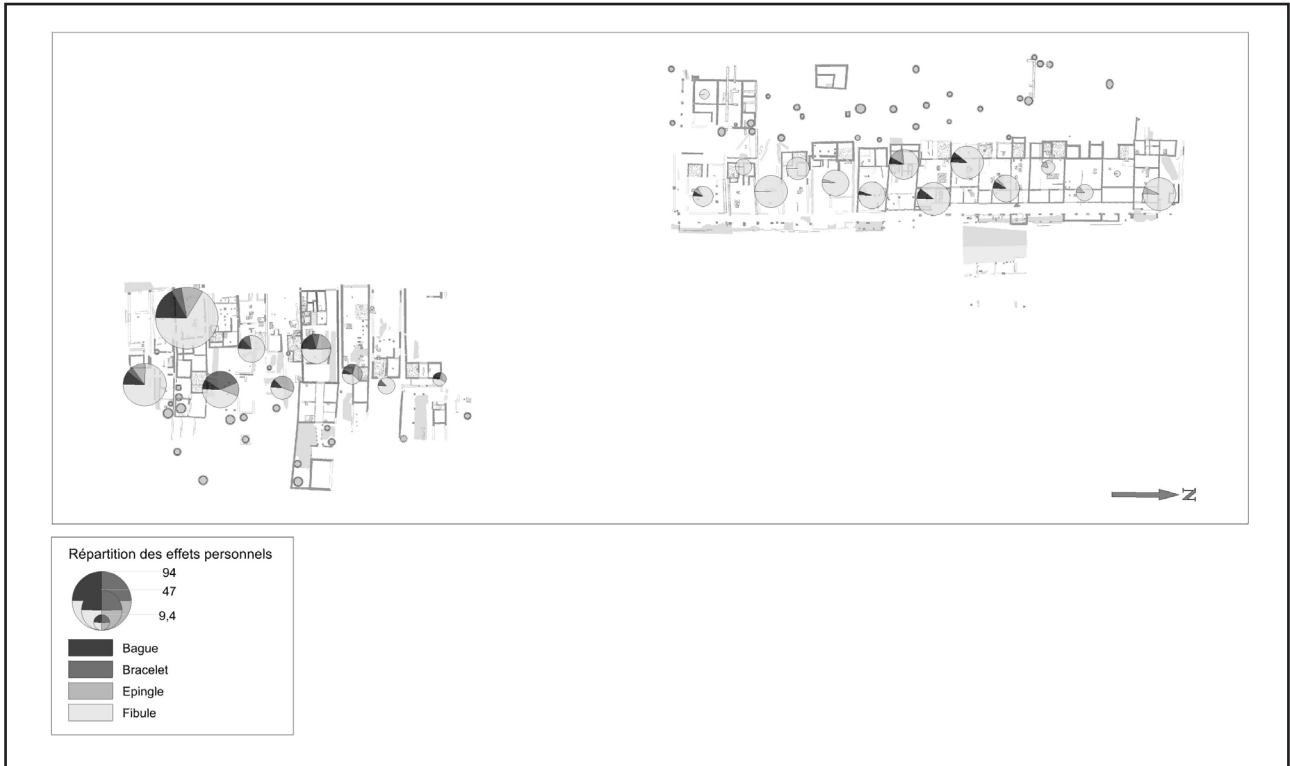 N
Répartition des effets personnels
94
47
9,4
Bague
Bracelet
Epingle
Fibule